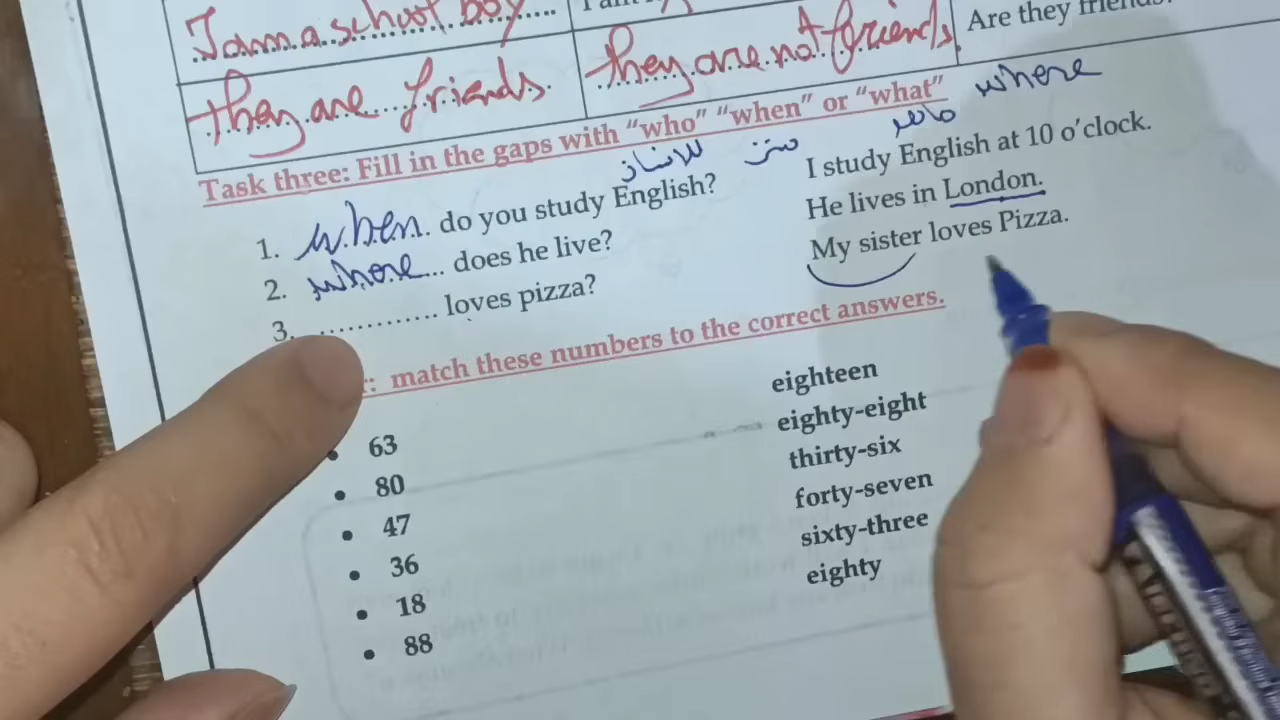 I am a school boy
Are they friends?
They are friends
they are not friends.
Task three: Fill in the gaps with “who” “when” or “what” where
1. when do you study English? I study English at 10 o’clock.
2. where does he live? He lives in London.
3. ............ loves pizza? My sister loves Pizza.
: match these numbers to the correct answers.
eighteen
63 eighty-eight
80 thirty-six
47 forty-seven
36 sixty-three
18 eighty
88